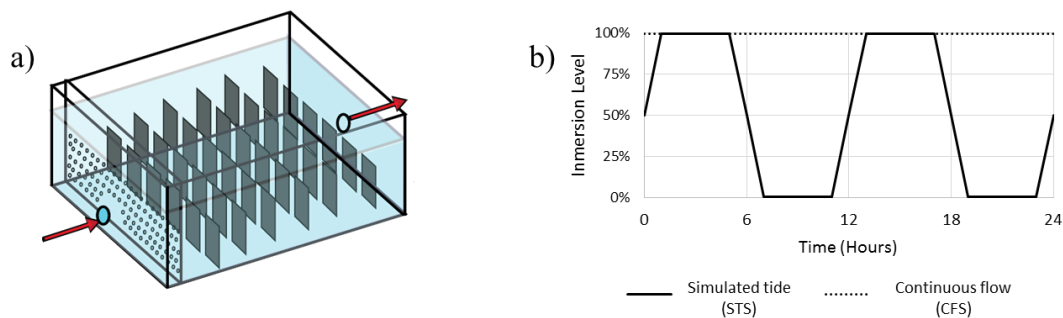 a)
b)
100%
75%
50%
25%
0%
Inmersion Level
0 6 12 18 24
Time (Hours)
Simulated tide
(STS)
Continuous flow
(CFS)